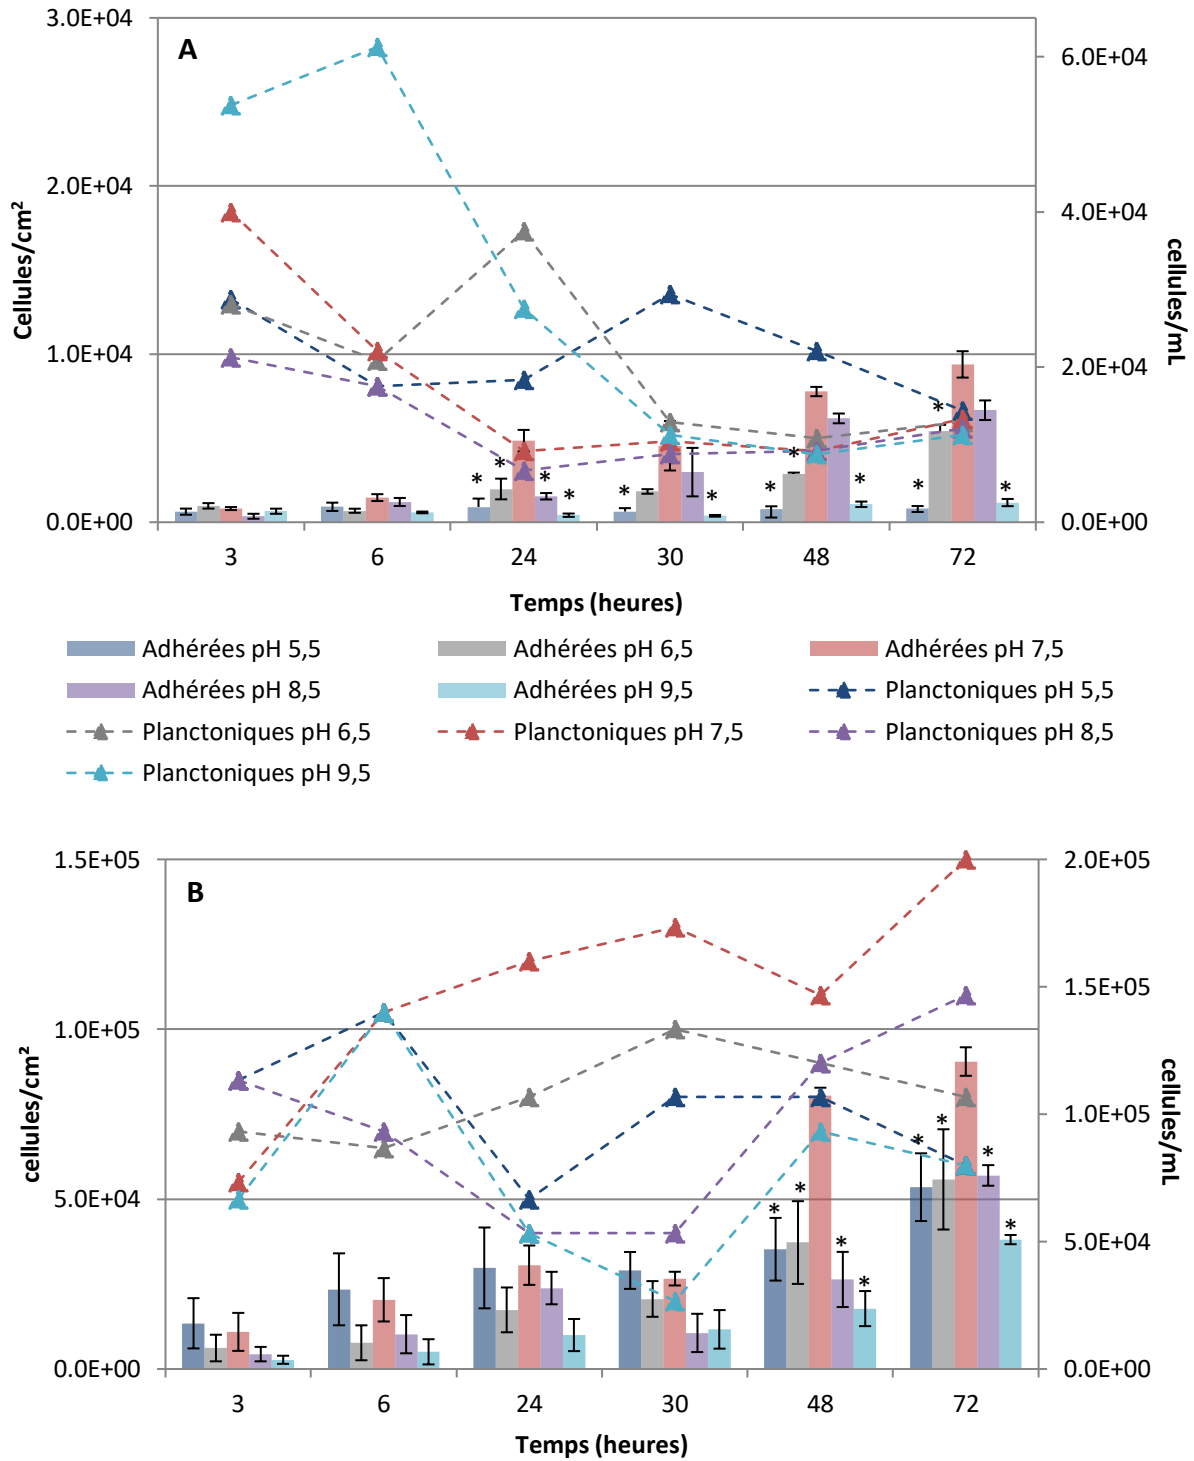 3.0E+04
A
6.0E+04
2.0E+04
4.0E+04
Cellules/cm²
cellules/mL
1.0E+04
2.0E+04
* * * * * * * * * * * * *
0.0E+00
0.0E+00
3 6 24 30 48 72
Temps (heures)
Adhérées pH 5,5 Adhérées pH 6,5 Adhérées pH 7,5
Adhérées pH 8,5 Adhérées pH 9,5 Planctoniques pH 5,5
Planctoniques pH 6,5 Planctoniques pH 7,5 Planctoniques pH 8,5
Planctoniques pH 9,5
1.5E+05
2.0E+05
B
1.5E+05
1.0E+05
cellules/cm²
cellules/mL
1.0E+05
5.0E+04
* * * * * * * *
5.0E+04
0.0E+00
0.0E+00
3 6 24 30 48 72
Temps (heures)